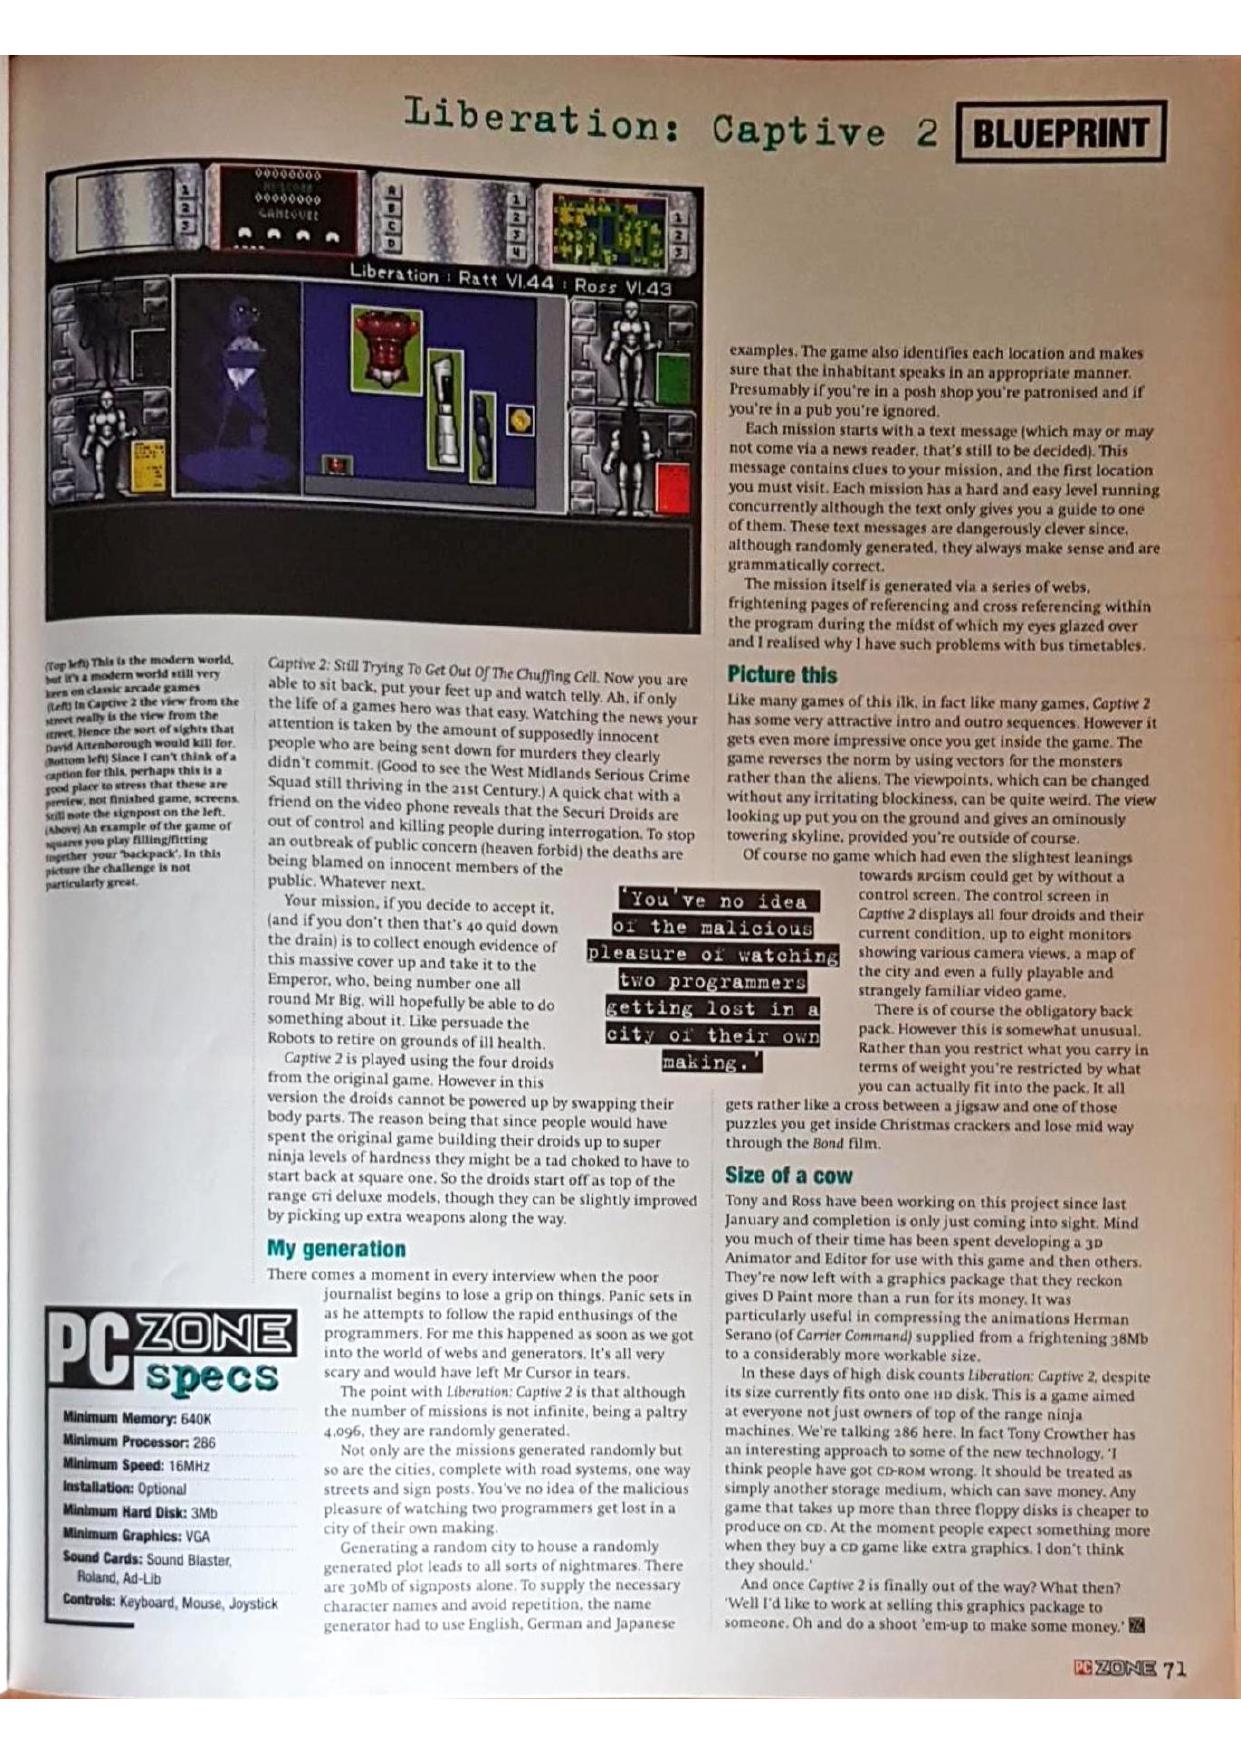 Liberation: Captive 2 BLUEPRINT
00000000
00000000
GAMEOVER
1
2
3
A
B
C
D
1
2
3
4
1
2
3
Liberation : Ratt V1.44 : Ross V1.43
(Top left) This is the modern world,
but it's a modern world still very
keen on classic arcade games
(Left) In Captive 2 the view from the
street really is the view from the
street. Hence the sort of sights that
David Attenborough would kill for.
(Bottom left) Since I can't think of a
caption for this, perhaps this is a
good place to stress that these are
preview, not finished game, screens.
Still note the signpost on the left.
(Above) An example of the game of
squares you play filling/fitting
together your 'backpack'. In this
picture the challenge is not
particularly great.
Captive 2: Still Trying To Get Out Of The Chuffing Cell. Now you are
able to sit back, put your feet up and watch telly. Ah, if only
the life of a games hero was that easy. Watching the news your
attention is taken by the amount of supposedly innocent
people who are being sent down for murders they clearly
didn't commit. (Good to see the West Midlands Serious Crime
Squad still thriving in the 21st Century.) A quick chat with a
friend on the video phone reveals that the Securi Droids are
out of control and killing people during interrogation. To stop
an outbreak of public concern (heaven forbid) the deaths are
being blamed on innocent members of the
public. Whatever next.
Your mission, if you decide to accept it,
(and if you don't then that's 40 quid down
the drain) is to collect enough evidence of
this massive cover up and take it to the
Emperor, who, being number one all
round Mr Big, will hopefully be able to do
something about it. Like persuade the
Robots to retire on grounds of ill health.
Captive 2 is played using the four droids
from the original game. However in this
version the droids cannot be powered up by swapping their
body parts. The reason being that since people would have
spent the original game building their droids up to super
ninja levels of hardness they might be a tad choked to have to
start back at square one. So the droids start off as top of the
range GTi deluxe models, though they can be slightly improved
by picking up extra weapons along the way.
My generation
There comes a moment in every interview when the poor
journalist begins to lose a grip on things. Panic sets in
as he attempts to follow the rapid enthusings of the
programmers. For me this happened as soon as we got
into the world of webs and generators. It's all very
scary and would have left Mr Cursor in tears.
The point with Liberation: Captive 2 is that although
the number of missions is not infinite, being a paltry
4,096, they are randomly generated.
Not only are the missions generated randomly but
so are the cities, complete with road systems, one way
streets and sign posts. You've no idea of the malicious
pleasure of watching two programmers get lost in a
city of their own making.
Generating a random city to house a randomly
generated plot leads to all sorts of nightmares. There
are 30Mb of signposts alone. To supply the necessary
character names and avoid repetition, the name
generator had to use English, German and Japanese
'You've no idea
of the malicious
pleasure of watching
two programmers
getting lost in a
city of their own
making.'
examples. The game also identifies each location and makes
sure that the inhabitant speaks in an appropriate manner.
Presumably if you're in a posh shop you're patronised and if
you're in a pub you're ignored.
Each mission starts with a text message (which may or may
not come via a news reader, that's still to be decided). This
message contains clues to your mission, and the first location
you must visit. Each mission has a hard and easy level running
concurrently although the text only gives you a guide to one
of them. These text messages are dangerously clever since,
although randomly generated, they always make sense and are
grammatically correct.
The mission itself is generated via a series of webs,
frightening pages of referencing and cross referencing within
the program during the midst of which my eyes glazed over
and I realised why I have such problems with bus timetables.
Picture this
Like many games of this ilk, in fact like many games, Captive 2
has some very attractive intro and outro sequences. However it
gets even more impressive once you get inside the game. The
game reverses the norm by using vectors for the monsters
rather than the aliens. The viewpoints, which can be changed
without any irritating blockiness, can be quite weird. The view
looking up put you on the ground and gives an ominously
towering skyline, provided you're outside of course.
Of course no game which had even the slightest leanings
towards RPGism could get by without a
control screen. The control screen in
Captive 2 displays all four droids and their
current condition, up to eight monitors
showing various camera views, a map of
the city and even a fully playable and
strangely familiar video game.
There is of course the obligatory back
pack. However this is somewhat unusual.
Rather than you restrict what you carry in
terms of weight you're restricted by what
you can actually fit into the pack. It all
gets rather like a cross between a jigsaw and one of those
puzzles you get inside Christmas crackers and lose mid way
through the Bond film.
Size of a cow
Tony and Ross have been working on this project since last
January and completion is only just coming into sight. Mind
you much of their time has been spent developing a 3D
Animator and Editor for use with this game and then others.
They're now left with a graphics package that they reckon
gives D Paint more than a run for its money. It was
particularly useful in compressing the animations Herman
Serano (of Carrier Command) supplied from a frightening 38Mb
to a considerably more workable size.
In these days of high disk counts Liberation: Captive 2, despite
its size currently fits onto one HD disk. This is a game aimed
at everyone not just owners of top of the range ninja
machines. We're talking 286 here. In fact Tony Crowther has
an interesting approach to some of the new technology. 'I
think people have got CD-ROM wrong. It should be treated as
simply another storage medium, which can save money. Any
game that takes up more than three floppy disks is cheaper to
produce on CD. At the moment people expect something more
when they buy a CD game like extra graphics. I don't think
they should.'
And once Captive 2 is finally out of the way? What then?
'Well I'd like to work at selling this graphics package to
someone. Oh and do a shoot 'em-up to make some money.'
PC ZONE
specs
Minimum Memory: 640K
Minimum Processor: 286
Minimum Speed: 16MHz
Installation: Optional
Minimum Hard Disk: 3Mb
Minimum Graphics: VGA
Sound Cards: Sound Blaster,
Roland, Ad-Lib
Controls: Keyboard, Mouse, Joystick
PC ZONE 71